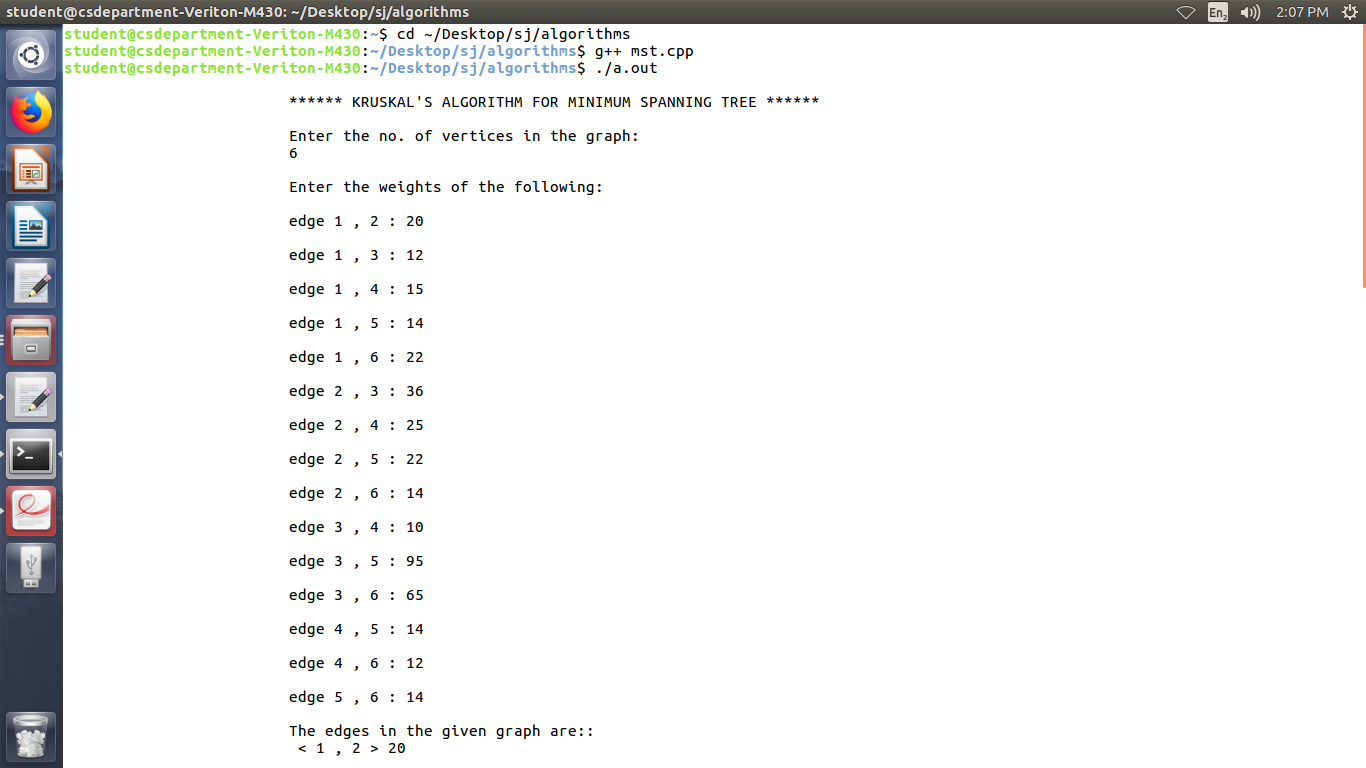 student@csdepartment-Veriton-M430: ~/Desktop/sj/algorithms
En2
2:07 PM
student@csdepartment-Veriton-M430:~$ cd ~/Desktop/sj/algorithms
student@csdepartment-Veriton-M430:~/Desktop/sj/algorithms$ g++ mst.cpp
student@csdepartment-Veriton-M430:~/Desktop/sj/algorithms$ ./a.out
****** KRUSKAL'S ALGORITHM FOR MINIMUM SPANNING TREE ******
Enter the no. of vertices in the graph:
6
Enter the weights of the following:
edge 1 , 2 : 20
edge 1 , 3 : 12
edge 1 , 4 : 15
edge 1 , 5 : 14
edge 1 , 6 : 22
edge 2 , 3 : 36
edge 2 , 4 : 25
edge 2 , 5 : 22
edge 2 , 6 : 14
edge 3 , 4 : 10
edge 3 , 5 : 95
edge 3 , 6 : 65
edge 4 , 5 : 14
edge 4 , 6 : 12
edge 5 , 6 : 14
The edges in the given graph are::
< 1 , 2 > 20